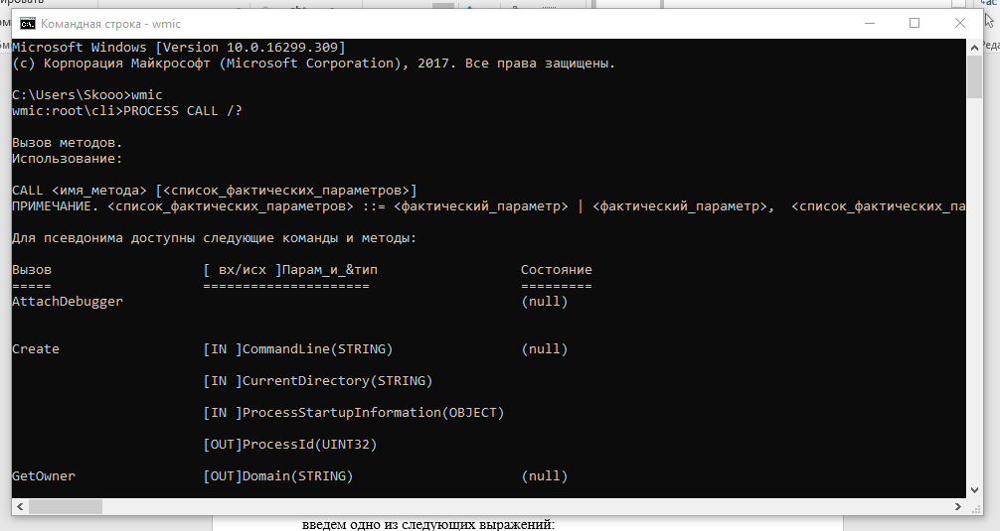 ировать
Командная строка - wmic
Microsoft Windows [Version 10.0.16299.309]
(c) Корпорация Майкрософт (Microsoft Corporation), 2017. Все права защищены.
C:\Users\Skooo>wmic
wmic:root\cli>PROCESS CALL /?
Вызов методов.
Использование:
CALL <имя_метода> [<список_фактических_параметров>]
ПРИМЕЧАНИЕ. <список_фактических_параметров> ::= <фактический_параметр> | <фактический_параметр>,  <список_фактических_па
Для псевдонима доступны следующие команды и методы:
Вызов [ вх/исх ]Парам_и_&тип Состояние
===== ===================== =========
AttachDebugger (null)
Create [IN ]CommandLine(STRING) (null)
[IN ]CurrentDirectory(STRING)
[IN ]ProcessStartupInformation(OBJECT)
[OUT]ProcessId(UINT32)
GetOwner [OUT]Domain(STRING) (null)
введем одно из следующих выражений: